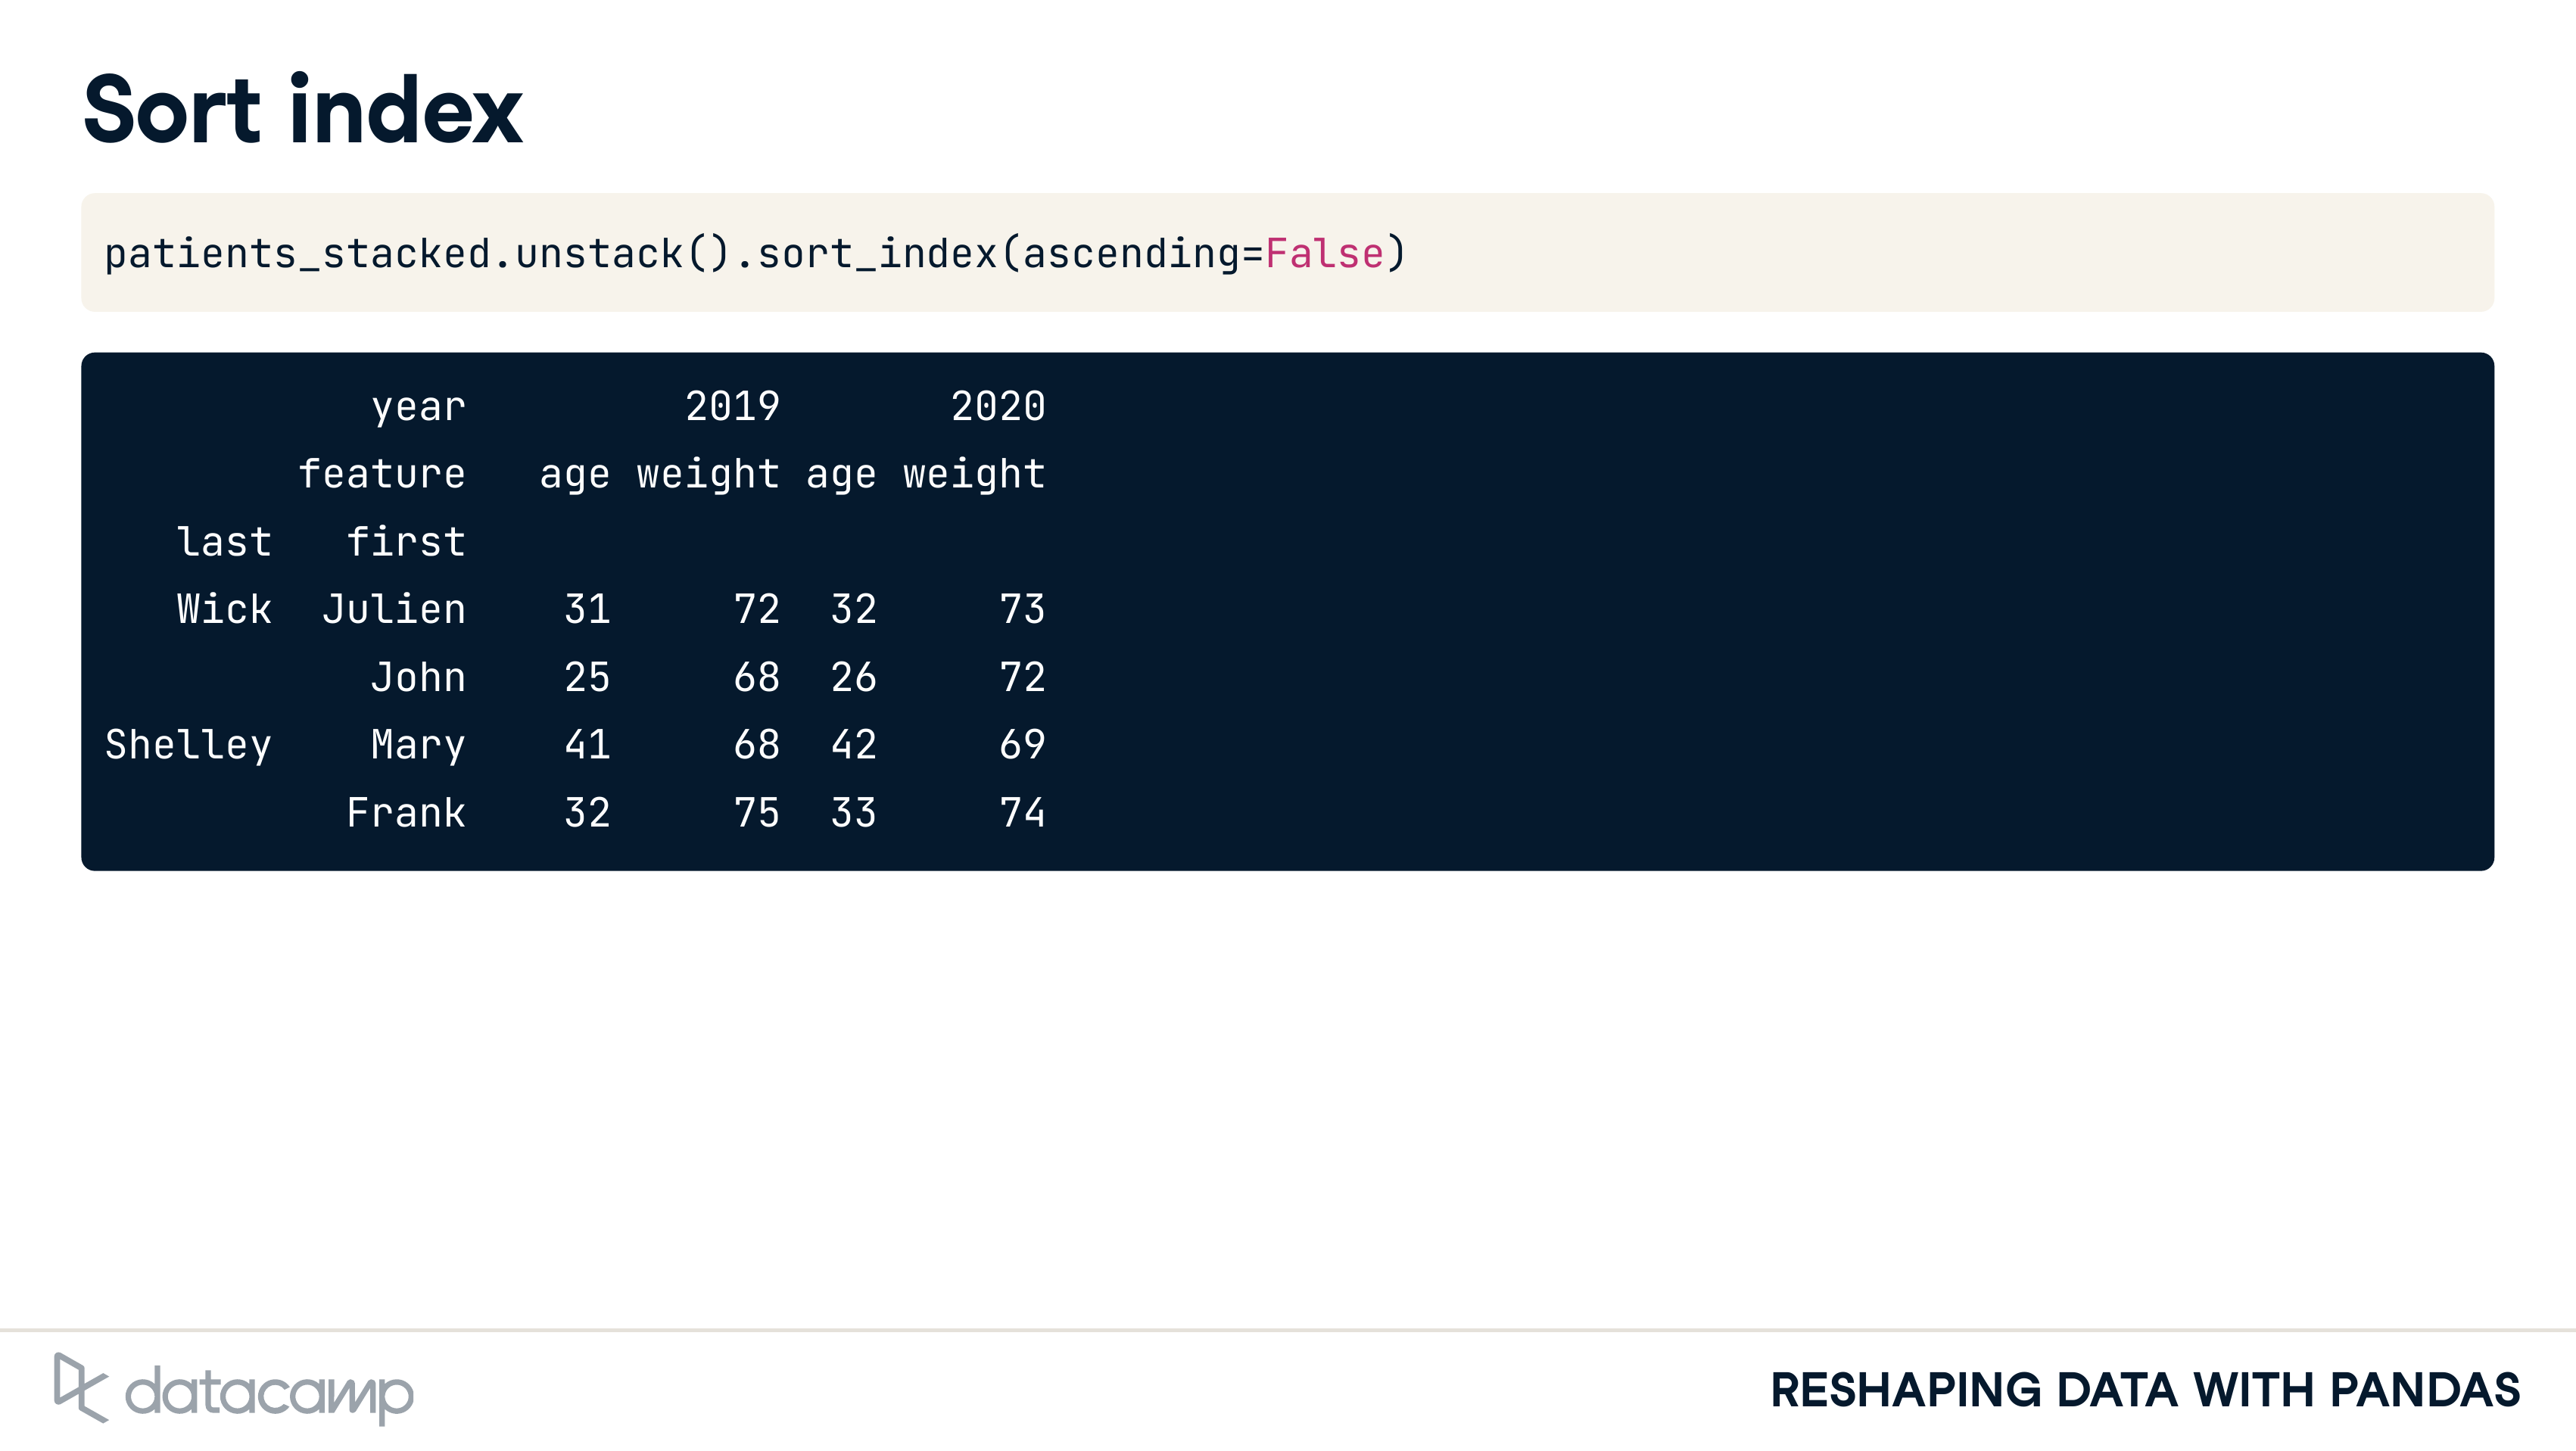 Sort index
patients_stacked.unstack().sort_index(ascending=False)
year 2019 2020
feature age weight age weight
last first
Wick Julien 31 72 32 73
John 25 68 26 72
Shelley Mary 41 68 42 69
Frank 32 75 33 74
datacamp
RESHAPING DATA WITH PANDAS